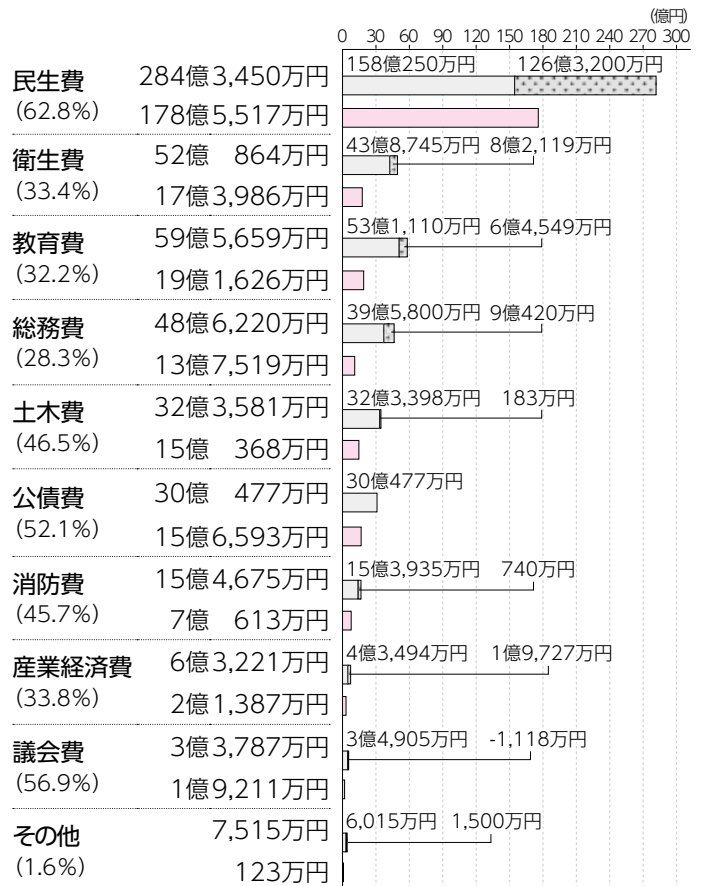 (億円)
0 30 60 90 120 150 180 210 240 270 300
民生費 284億3,450万円 158億250万円 126億3,200万円
(62.8%) 178億5,517万円
衛生費 52億 864万円 43億8,745万円 8億2,119万円
(33.4%) 17億3,986万円
教育費 59億5,659万円 53億1,110万円 6億4,549万円
(32.2%) 19億1,626万円
総務費 48億6,220万円 39億5,800万円 9億420万円
(28.3%) 13億7,519万円
土木費 32億3,581万円 32億3,398万円 183万円
(46.5%) 15億 368万円
公債費 30億 477万円 30億477万円
(52.1%) 15億6,593万円
消防費 15億4,675万円 15億3,935万円 740万円
(45.7%) 7億 613万円
産業経済費 6億3,221万円 4億3,494万円 1億9,727万円
(33.8%) 2億1,387万円
議会費 3億3,787万円 3億4,905万円 -1,118万円
(56.9%) 1億9,211万円
その他 7,515万円 6,015万円 1,500万円
(1.6%) 123万円